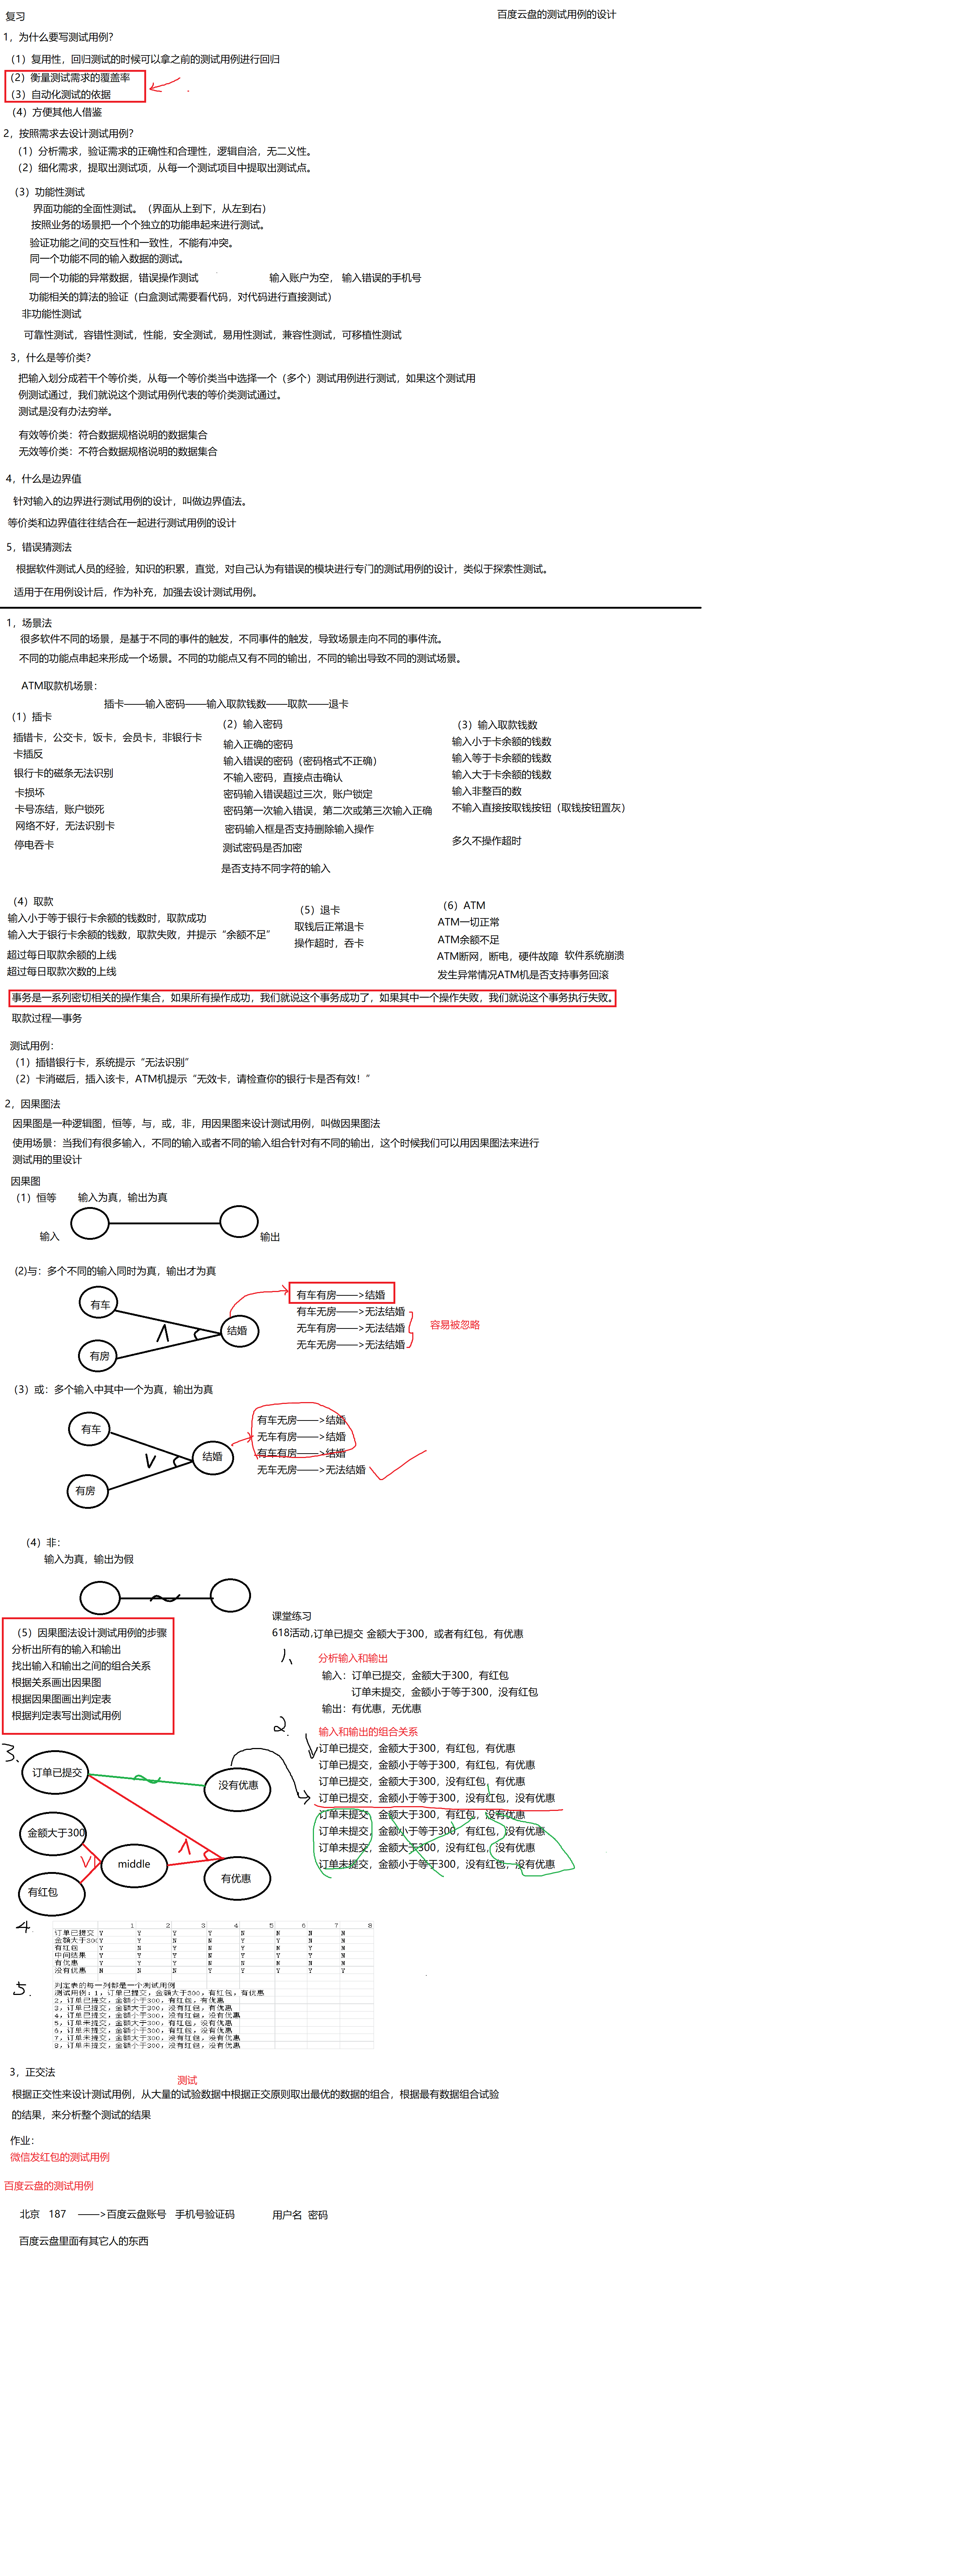 复习
百度云盘的测试用例的设计
1，为什么要写测试用例？
（1）复用性，回归测试的时候可以拿之前的测试用例进行回归
（2）衡量测试需求的覆盖率
（3）自动化测试的依据
（4）方便其他人借鉴
2，按照需求去设计测试用例？
（1）分析需求，验证需求的正确性和合理性，逻辑自洽，无二义性。
（2）细化需求，提取出测试项，从每一个测试项目中提取出测试点。
（3）功能性测试
界面功能的全面性测试。（界面从上到下，从左到右）
按照业务的场景把一个个独立的功能串起来进行测试。
验证功能之间的交互性和一致性，不能有冲突。
同一个功能不同的输入数据的测试。
同一个功能的异常数据，错误操作测试 输入账户为空， 输入错误的手机号
功能相关的算法的验证（白盒测试需要看代码，对代码进行直接测试）
非功能性测试
可靠性测试，容错性测试，性能，安全测试，易用性测试，兼容性测试，可移植性测试
3，什么是等价类？
把输入划分成若干个等价类，从每一个等价类当中选择一个（多个）测试用例进行测试，如果这个测试用
例测试通过，我们就说这个测试用例代表的等价类测试通过。
测试是没有办法穷举。
有效等价类：符合数据规格说明的数据集合
无效等价类：不符合数据规格说明的数据集合
4，什么是边界值
针对输入的边界进行测试用例的设计，叫做边界值法。
等价类和边界值往往结合在一起进行测试用例的设计
5，错误猜测法
根据软件测试人员的经验，知识的积累，直觉，对自己认为有错误的模块进行专门的测试用例的设计，类似于探索性测试。
适用于在用例设计后，作为补充，加强去设计测试用例。
1，场景法
很多软件不同的场景，是基于不同的事件的触发，不同事件的触发，导致场景走向不同的事件流。
不同的功能点串起来形成一个场景。不同的功能点又有不同的输出，不同的输出导致不同的测试场景。
ATM取款机场景：
插卡——输入密码——输入取款钱数——取款——退卡
（1）插卡
插错卡，公交卡，饭卡，会员卡，非银行卡
卡插反
银行卡的磁条无法识别
卡损坏
卡号冻结，账户锁死
网络不好，无法识别卡
停电吞卡
（2）输入密码
输入正确的密码
输入错误的密码（密码格式不正确）
不输入密码，直接点击确认
密码输入错误超过三次，账户锁定
密码第一次输入错误，第二次或第三次输入正确
密码输入框是否支持删除输入操作
测试密码是否加密
是否支持不同字符的输入
（3）输入取款钱数
输入小于卡余额的钱数
输入等于卡余额的钱数
输入大于卡余额的钱数
输入非整百的数
不输入直接按取钱按钮（取钱按钮置灰）
多久不操作超时
（4）取款
输入小于等于银行卡余额的钱数时，取款成功
输入大于银行卡余额的钱数，取款失败，并提示“余额不足”
超过每日取款余额的上线
超过每日取款次数的上线
（5）退卡
取钱后正常退卡
操作超时，吞卡
（6）ATM
ATM一切正常
ATM余额不足
ATM断网，断电，硬件故障 软件系统崩溃
发生异常情况ATM机是否支持事务回滚
事务是一系列密切相关的操作集合，如果所有操作成功，我们就说这个事务成功了，如果其中一个操作失败，我们就说这个事务执行失败。
取款过程—事务
测试用例：
（1）插错银行卡，系统提示“无法识别”
（2）卡消磁后，插入该卡，ATM机提示“无效卡，请检查你的银行卡是否有效！”
2，因果图法
因果图是一种逻辑图，恒等，与，或，非，用因果图来设计测试用例，叫做因果图法
使用场景：当我们有很多输入，不同的输入或者不同的输入组合针对有不同的输出，这个时候我们可以用因果图法来进行
测试用的里设计
因果图
（1）恒等 输入为真，输出为真
输入 输出
(2)与：多个不同的输入同时为真，输出才为真
有车
有房
Λ
结婚
有车有房——>结婚
有车无房——>无法结婚
无车有房——>无法结婚
无车无房——>无法结婚
容易被忽略
（3）或：多个输入中其中一个为真，输出为真
有车
有房
V
结婚
有车无房——>结婚
无车有房——>结婚
有车有房——>结婚
无车无房——>无法结婚
（4）非：
输入为真，输出为假
（5）因果图法设计测试用例的步骤
分析出所有的输入和输出
找出输入和输出之间的组合关系
根据关系画出因果图
根据因果图画出判定表
根据判定表写出测试用例
课堂练习
618活动,订单已提交 金额大于300，或者有红包，有优惠
1、
分析输入和输出
输入：订单已提交，金额大于300，有红包
订单未提交，金额小于等于300，没有红包
输出：有优惠，无优惠
2.
输入和输出的组合关系
订单已提交，金额大于300，有红包，有优惠
订单已提交，金额小于等于300，有红包，有优惠
订单已提交，金额大于300，没有红包，有优惠
订单已提交，金额小于等于300，没有红包，没有优惠
订单未提交，金额大于300，有红包，没有优惠
订单未提交，金额小于等于300，有红包，没有优惠
订单未提交，金额大于300，没有红包，没有优惠
订单未提交，金额小于等于300，没有红包，没有优惠
3、
订单已提交
没有优惠
金额大于300
V
middle
Λ
有优惠
有红包
4.
1 2 3 4 5 6 7 8
订单已提交 Y Y Y Y N N N N
金额大于300 Y Y N N Y Y N N
有红包 Y N Y N Y N Y N
中间结果 Y Y Y N Y Y Y N
有优惠 Y Y Y N N N N N
没有优惠 N N N Y Y Y Y Y
5.
判定表的每一列都是一个测试用例
测试用例：1，订单已提交，金额大于300，有红包，有优惠
2，订单已提交，金额小于300，有红包，有优惠
3，订单已提交，金额大于300，没有红包，有优惠
4，订单已提交，金额小于300，没有红包，没有优惠
5，订单未提交，金额大于300，有红包，没有优惠
6，订单未提交，金额小于300，有红包，没有优惠
7，订单未提交，金额大于300，没有红包，没有优惠
8，订单未提交，金额小于300，没有红包，没有优惠
3，正交法
测试
根据正交性来设计测试用例，从大量的试验数据中根据正交原则取出最优的数据的组合，根据最有数据组合试验
的结果，来分析整个测试的结果
作业：
微信发红包的测试用例
百度云盘的测试用例
北京 187 ——>百度云盘账号 手机号验证码 用户名 密码
百度云盘里面有其它人的东西